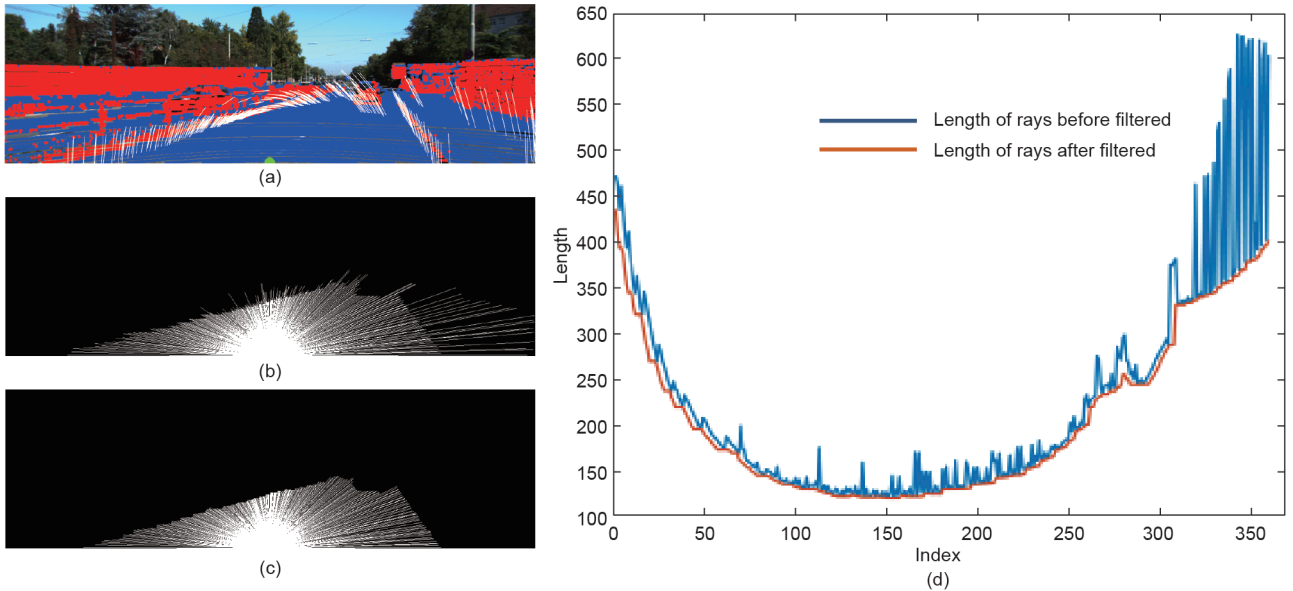 (a)
(b)
(c)
650
600
550
500
450
400
350
300
250
200
150
100
Length
Length of rays before filtered
Length of rays after filtered
0 50 100 150 200 250 300 350
Index
(d)